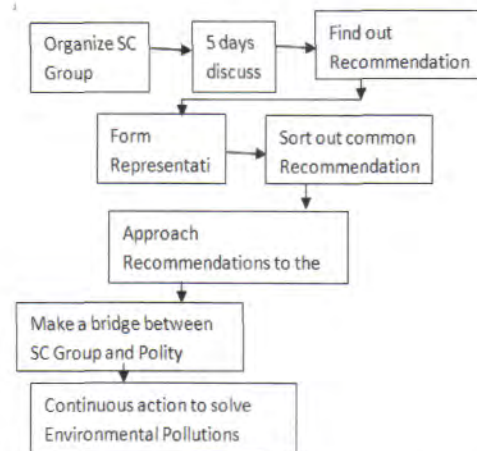 Organize SC
Group
5 days
discuss
Find out
Recommendation
Form
Representati
Sort out common
Recommendation
Approach
Recommendations to the
Make a bridge between
SC Group and Polity
Continuous action to solve
Environmental Pollutions